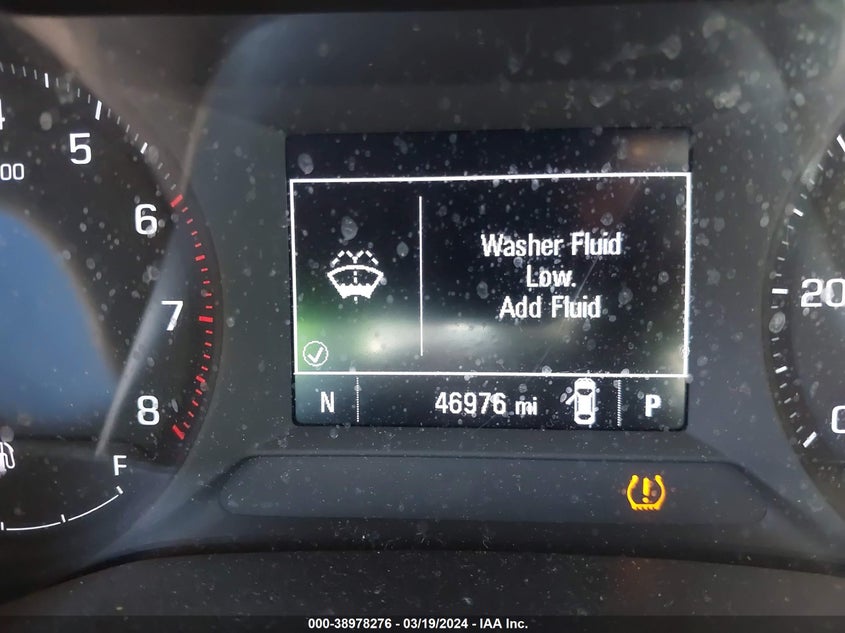 5
00
6
7
8
F
Washer Fluid
Low.
Add Fluid
N 46976 mi P
20
0
000-38978276 - 03/19/2024 - IAA Inc.